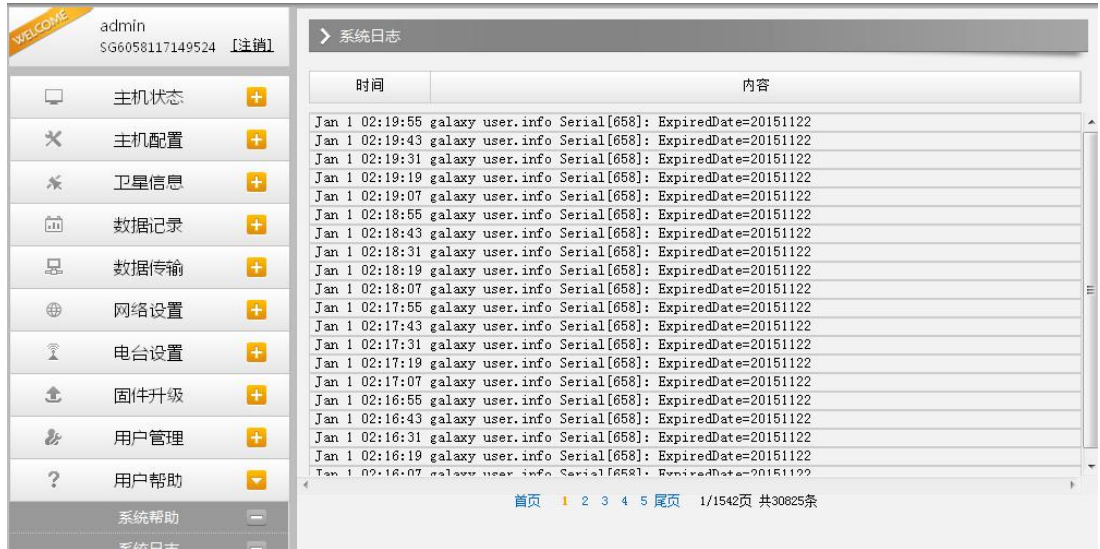 WELCOME
admin
SG6058117149524 [注销]
主机状态
主机配置
卫星信息
数据记录
数据传输
网络设置
电台设置
固件升级
用户管理
用户帮助
系统帮助
系统日志
系统日志
时间 内容
Jan 1 02:19:55 galaxy user.info Serial[658]: ExpiredDate=20151122
Jan 1 02:19:43 galaxy user.info Serial[658]: ExpiredDate=20151122
Jan 1 02:19:31 galaxy user.info Serial[658]: ExpiredDate=20151122
Jan 1 02:19:19 galaxy user.info Serial[658]: ExpiredDate=20151122
Jan 1 02:19:07 galaxy user.info Serial[658]: ExpiredDate=20151122
Jan 1 02:18:55 galaxy user.info Serial[658]: ExpiredDate=20151122
Jan 1 02:18:43 galaxy user.info Serial[658]: ExpiredDate=20151122
Jan 1 02:18:31 galaxy user.info Serial[658]: ExpiredDate=20151122
Jan 1 02:18:19 galaxy user.info Serial[658]: ExpiredDate=20151122
Jan 1 02:18:07 galaxy user.info Serial[658]: ExpiredDate=20151122
Jan 1 02:17:55 galaxy user.info Serial[658]: ExpiredDate=20151122
Jan 1 02:17:43 galaxy user.info Serial[658]: ExpiredDate=20151122
Jan 1 02:17:31 galaxy user.info Serial[658]: ExpiredDate=20151122
Jan 1 02:17:19 galaxy user.info Serial[658]: ExpiredDate=20151122
Jan 1 02:17:07 galaxy user.info Serial[658]: ExpiredDate=20151122
Jan 1 02:16:55 galaxy user.info Serial[658]: ExpiredDate=20151122
Jan 1 02:16:43 galaxy user.info Serial[658]: ExpiredDate=20151122
Jan 1 02:16:31 galaxy user.info Serial[658]: ExpiredDate=20151122
Jan 1 02:16:19 galaxy user.info Serial[658]: ExpiredDate=20151122
Jan 1 02:16:07 galaxy user.info Serial[658]: ExpiredDate=20151122
首页 1 2 3 4 5 尾页 1/1542页 共30825条